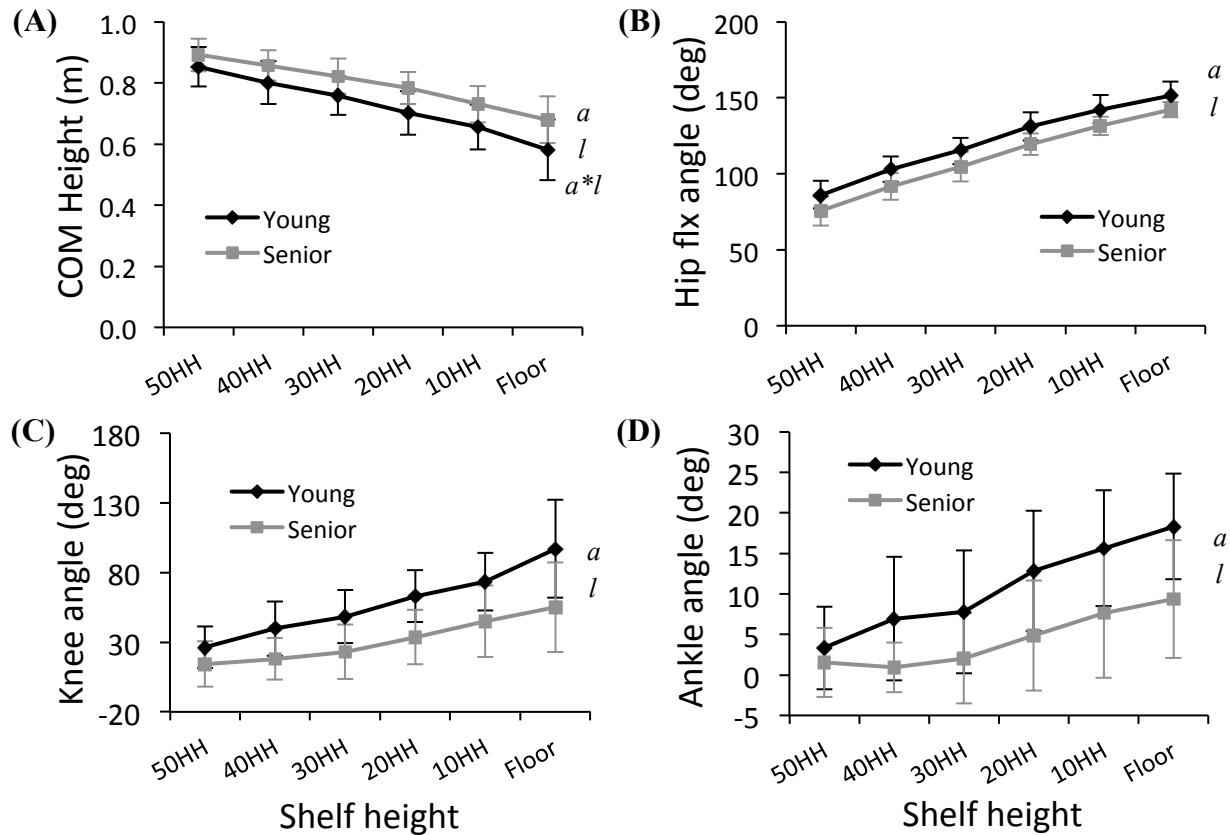 (A)
COM Height (m)
1.0
0.8
0.6
0.4
0.2
0.0
Young
Senior
a
l
a*l
50HH 40HH 30HH 20HH 10HH Floor
(B)
Hip flx angle (deg)
200
150
100
50
0
Young
Senior
a
l
50HH 40HH 30HH 20HH 10HH Floor
(C)
Knee angle (deg)
180
130
80
30
-20
Young
Senior
a
l
50HH 40HH 30HH 20HH 10HH Floor
Shelf height
(D)
Ankle angle (deg)
30
25
20
15
10
5
0
-5
Young
Senior
a
l
50HH 40HH 30HH 20HH 10HH Floor
Shelf height